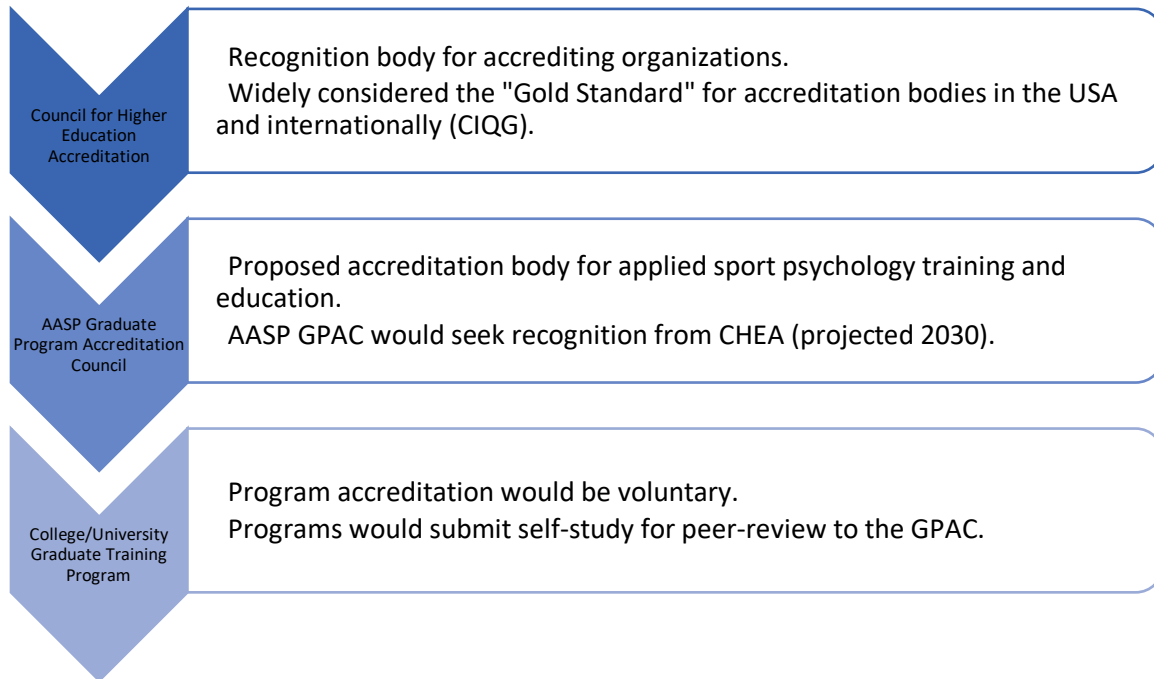 Council for Higher
Education
Accreditation
Recognition body for accrediting organizations.
Widely considered the "Gold Standard" for accreditation bodies in the USA
and internationally (CIQG).
AASP Graduate
Program Accreditation
Council
Proposed accreditation body for applied sport psychology training and
education.
AASP GPAC would seek recognition from CHEA (projected 2030).
College/University
Graduate Training
Program
Program accreditation would be voluntary.
Programs would submit self-study for peer-review to the GPAC.